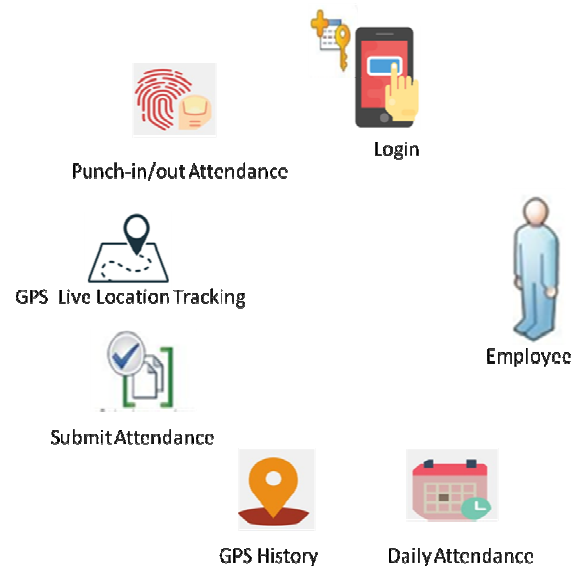 Login
Punch-in/out Attendance
GPS Live Location Tracking
Employee
Submit Attendance
GPS History
Daily Attendance